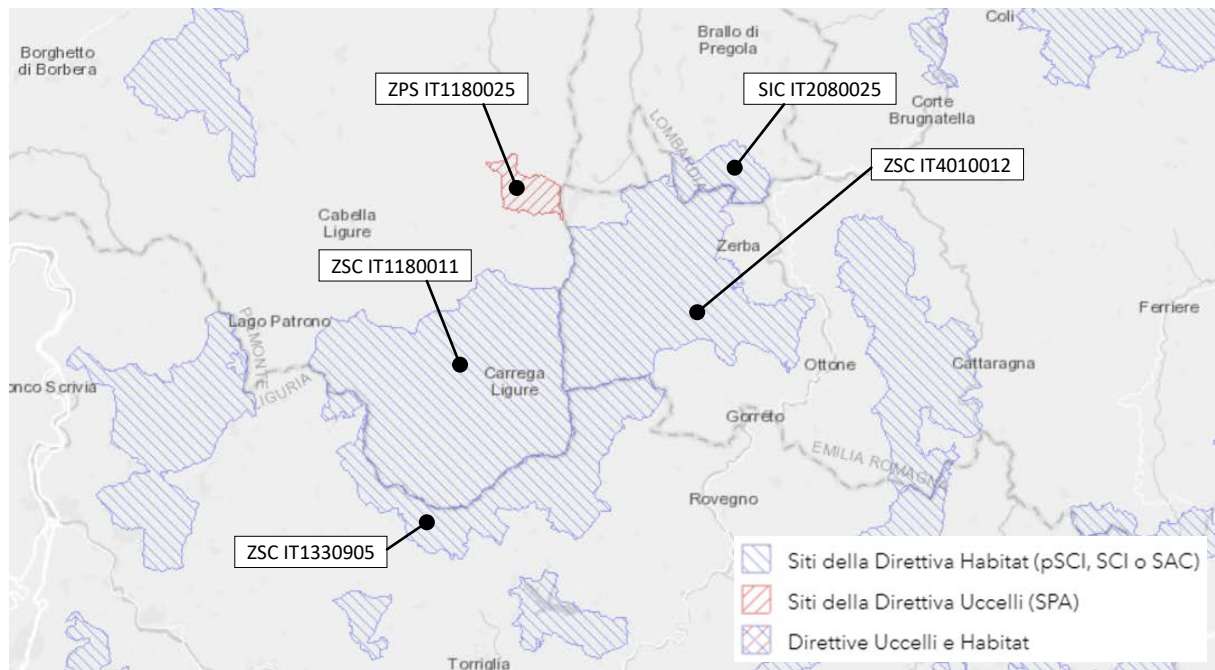 Coli
Borghetto
di Borbera
Brallo di
Pregola
ZPS IT1180025
SIC IT2080025
Corte
Brugnatella
LOMBARDIA
ZSC IT4010012
Cabella
Ligure
Zerba
ZSC IT1180011
Ferriere
Lago Patrono
PIEMONTE
LIGURIA
onco Scrivia
Carrega
Ligure
Ottone
Cattaragna
Gorreto
EMILIA ROMAGNA
Rovegno
ZSC IT1330905
Siti della Direttiva Habitat (pSCI, SCI o SAC)
Siti della Direttiva Uccelli (SPA)
Direttive Uccelli e Habitat
Torriglia